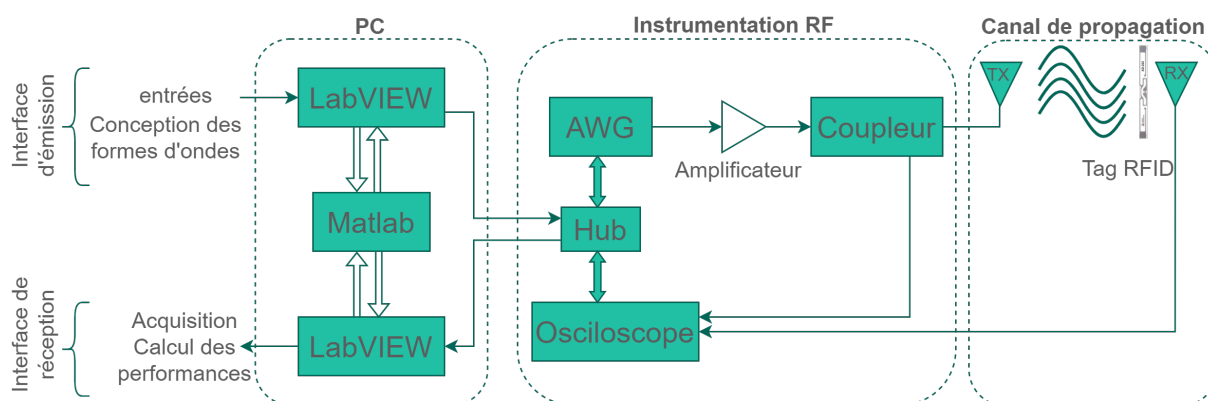 PC
Instrumentation RF
Canal de propagation
Interface
d'émission
entrées
Conception des
formes d'ondes
LabVIEW
AWG
Amplificateur
Coupleur
TX
RX
Tag RFID
Matlab
Hub
Interface de
réception
Acquisition
Calcul des
performances
LabVIEW
Osciloscope